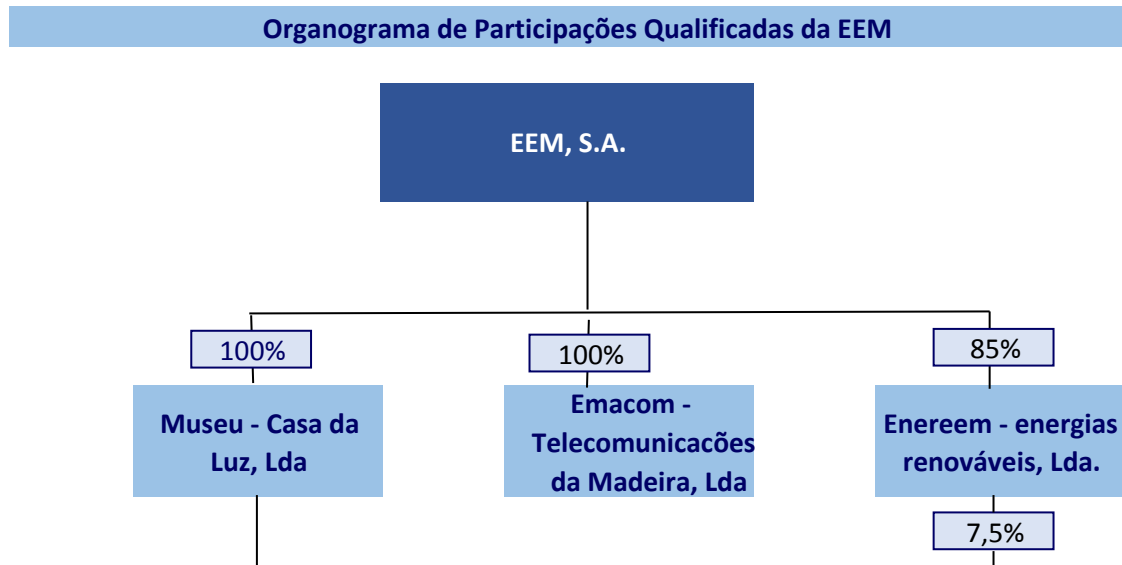 Organograma de Participações Qualificadas da EEM
EEM, S.A.
100%
100%
85%
Museu - Casa da
Luz, Lda
Emacom -
Telecomunicacões
da Madeira, Lda
Enereem - energias
renováveis, Lda.
7,5%